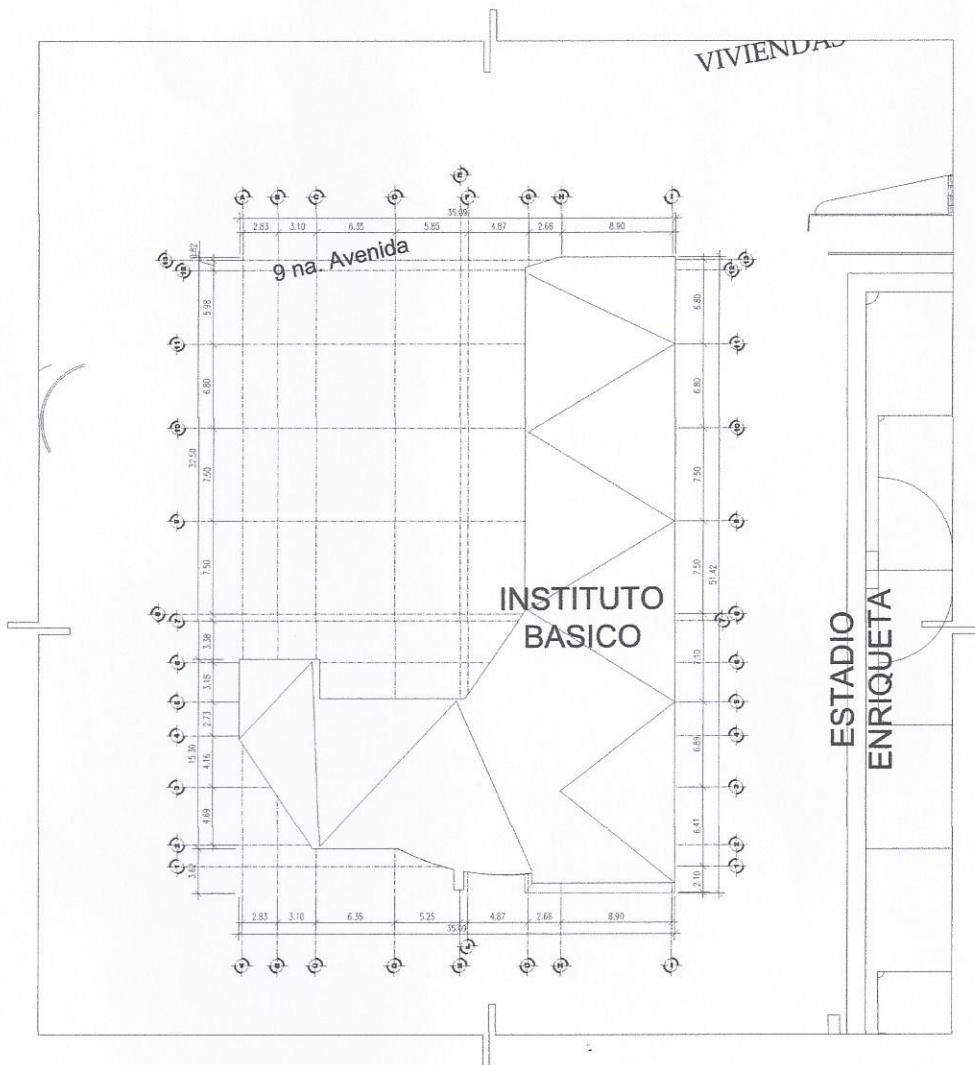 VIVIENDAS
E
A B C D F G H I
35.09
2.83 3.10 6.35 5.85 4.87 2.66 8.90
9 na. Avenida
0.82
5.98
6.80
32.50
7.50
7.50
3.38
3.18
2.73
15.30
4.16
4.69
3.62
6.80
6.80
7.50
7.50
51.42
7.10
6.89
6.41
2.10
INSTITUTO
BASICO
ESTADIO
ENRIQUETA
2.83 3.10 6.35 5.25 4.87 2.66 8.90
35.09